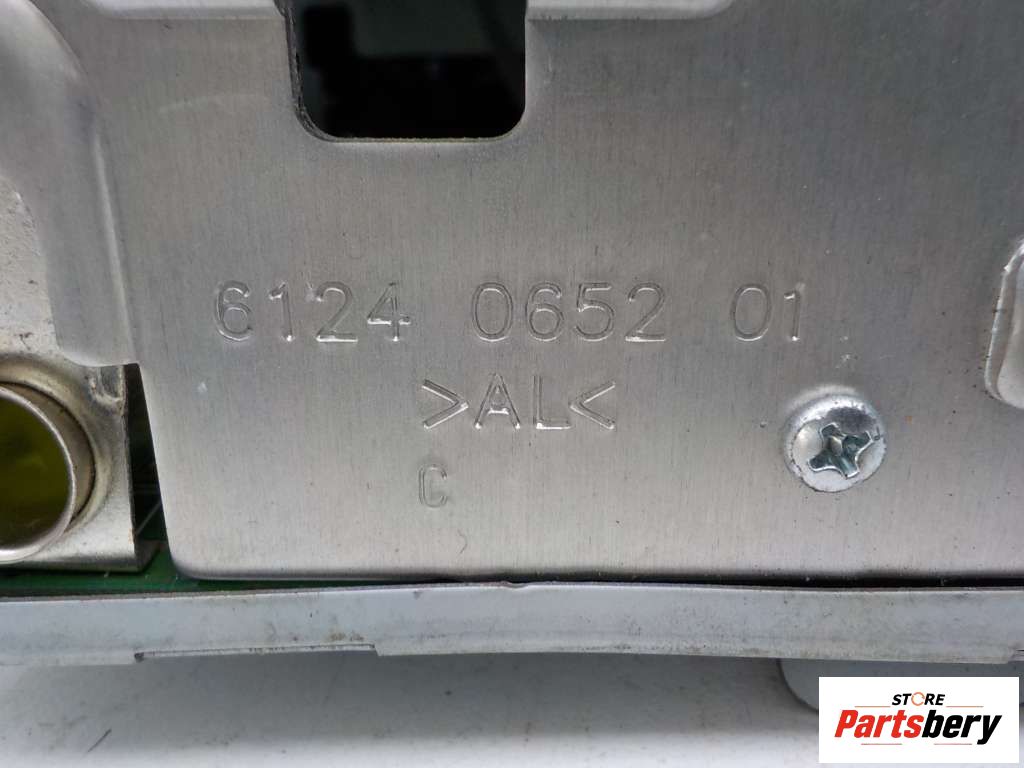 6124 0652 01
>AL<
C
STORE
Partsbery